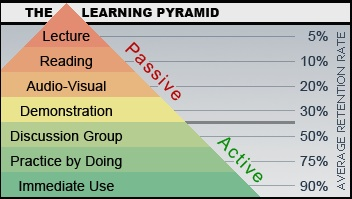 THE LEARNING PYRAMID
Lecture 5%
Reading 10%
Audio-Visual 20%
Demonstration 30%
Discussion Group 50%
Practice by Doing 75%
Immediate Use 90%
Passive
Active
AVERAGE RETENTION RATE